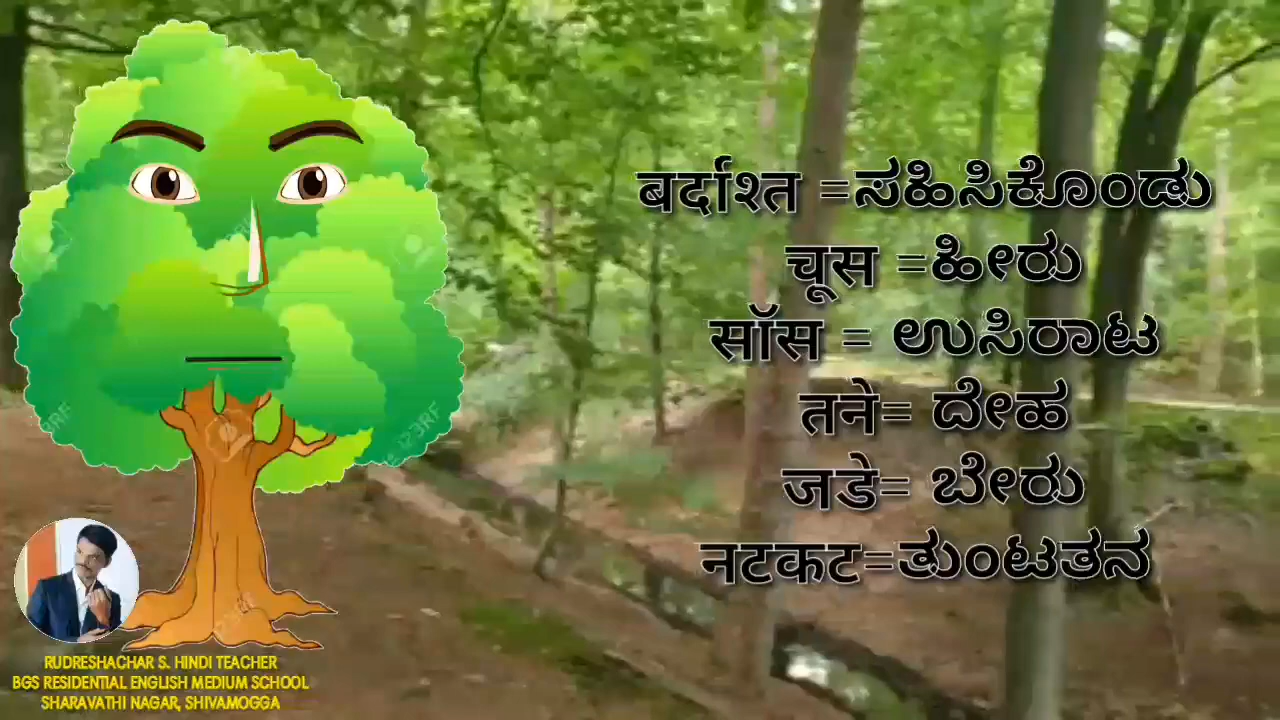 बर्दाश्त =ಸಹಿಸಿಕೊಂಡು
चूस =ಹೀರು
सॉस = ಉಸಿರಾಟ
तने= ದೇಹ
जडे= ಬೇರು
नटकट=ತುಂಟತನ
RUDRESHACHAR S. HINDI TEACHER
BGS RESIDENTIAL ENGLISH MEDIUM SCHOOL
SHARAVATHI NAGAR, SHIVAMOGGA